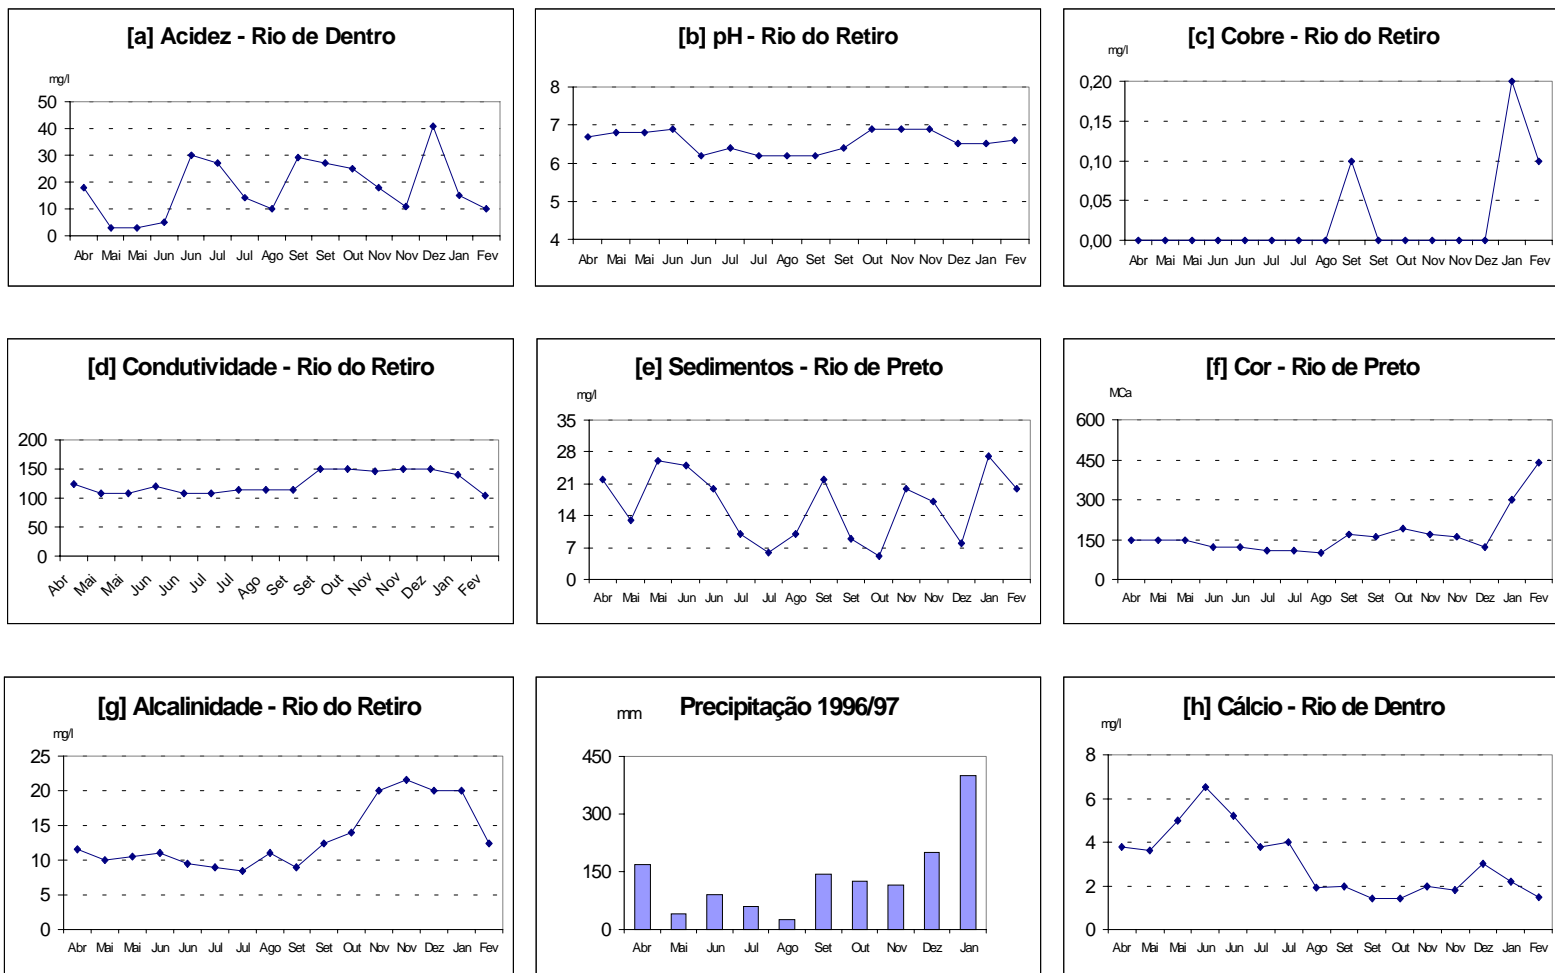 [a] Acidez - Rio de Dentro
mg/l
50
40
30
20
10
0
Abr Mai Mai Jun Jun Jul Jul Ago Set Set Out Nov Nov Dez Jan Fev
[b] pH - Rio do Retiro
8
7
6
5
4
Abr Mai Mai Jun Jun Jul Jul Ago Set Set Out Nov Nov Dez Jan Fev
[c] Cobre - Rio do Retiro
mg/l
0,20
0,15
0,10
0,05
0,00
Abr Mai Mai Jun Jun Jul Jul Ago Set Set Out Nov Nov Dez Jan Fev
[d] Condutividade - Rio do Retiro
200
150
100
50
0
Abr Mai Mai Jun Jun Jul Jul Ago Set Set Out Nov Nov Dez Jan Fev
[e] Sedimentos - Rio de Preto
mg/l
35
28
21
14
7
0
Abr Mai Mai Jun Jun Jul Jul Ago Set Set Out Nov Nov Dez Jan Fev
[f] Cor - Rio de Preto
MCa
600
450
300
150
0
Abr Mai Mai Jun Jun Jul Jul Ago Set Set Out Nov Nov Dez Jan Fev
[g] Alcalinidade - Rio do Retiro
mg/l
25
20
15
10
5
0
Abr Mai Mai Jun Jun Jul Jul Ago Set Set Out Nov Nov Dez Jan Fev
Precipitação 1996/97
mm
450
300
150
0
Abr Mai Jun Jul Ago Set Out Nov Dez Jan
[h] Cálcio - Rio de Dentro
mg/l
8
6
4
2
0
Abr Mai Mai Jun Jun Jul Jul Ago Set Set Out Nov Nov Dez Jan Fev